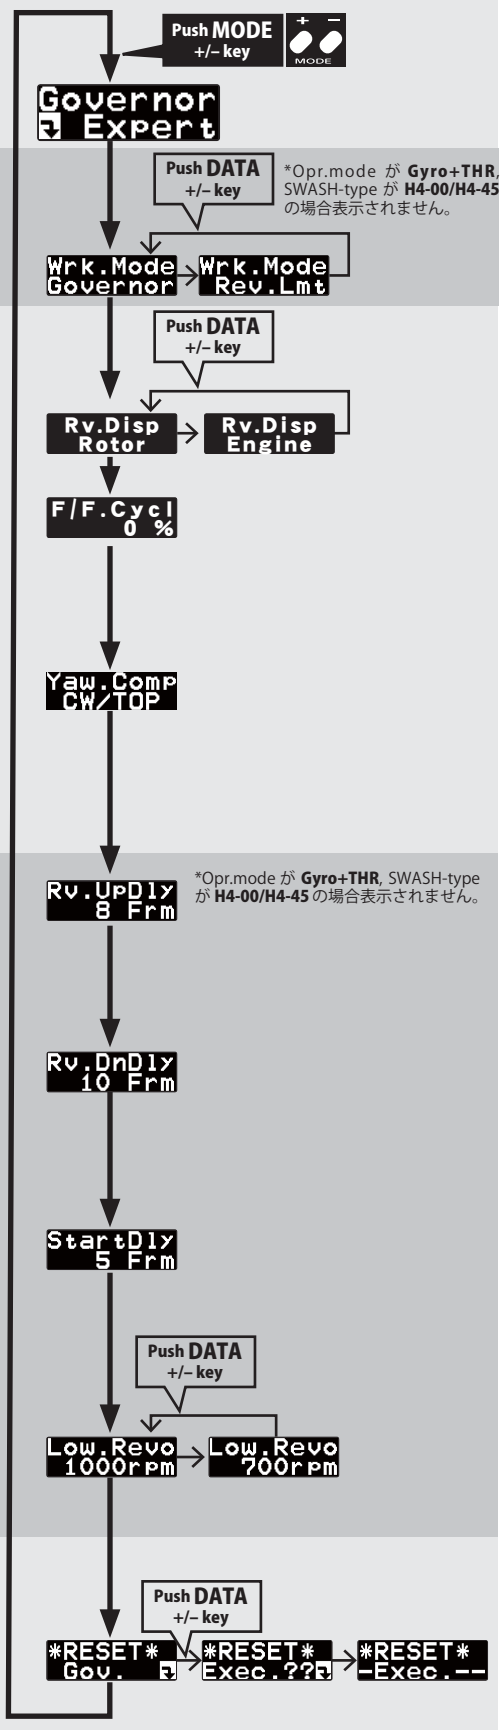 Push MODE
+/– key
+ –
MODE
Governor
Expert
Push DATA
+/– key
*Opr.mode が Gyro+THR,
SWASH-type が H4-00/H4-45
の場合表示されません。
Wrk.Mode
Governor
Wrk.Mode
Rev.Lmt
Push DATA
+/– key
Rv.Disp
Rotor
Rv.Disp
Engine
F/F.Cycl
0 %
Yaw.Comp
CW/TOP
Rv.UpDly
8 Frm
*Opr.mode が Gyro+THR, SWASH-type
が H4-00/H4-45 の場合表示されません。
Rv.DnDly
10 Frm
StartDly
5 Frm
Push DATA
+/– key
Low.Revo
1000rpm
Low.Revo
700rpm
Push DATA
+/– key
*RESET*
Gov.
*RESET*
Exec.??
*RESET*
-Exec.--